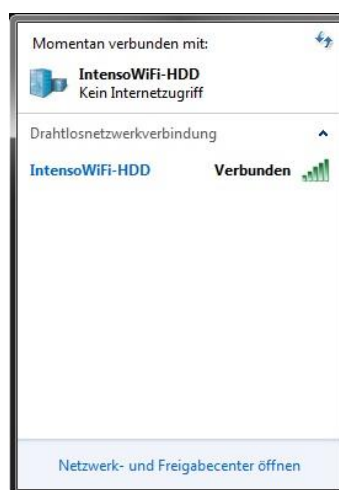 Momentan verbunden mit:
IntensoWiFi-HDD
Kein Internetzugriff
Drahtlosnetzwerkverbindung
IntensoWiFi-HDD Verbunden
Netzwerk- und Freigabecenter öffnen